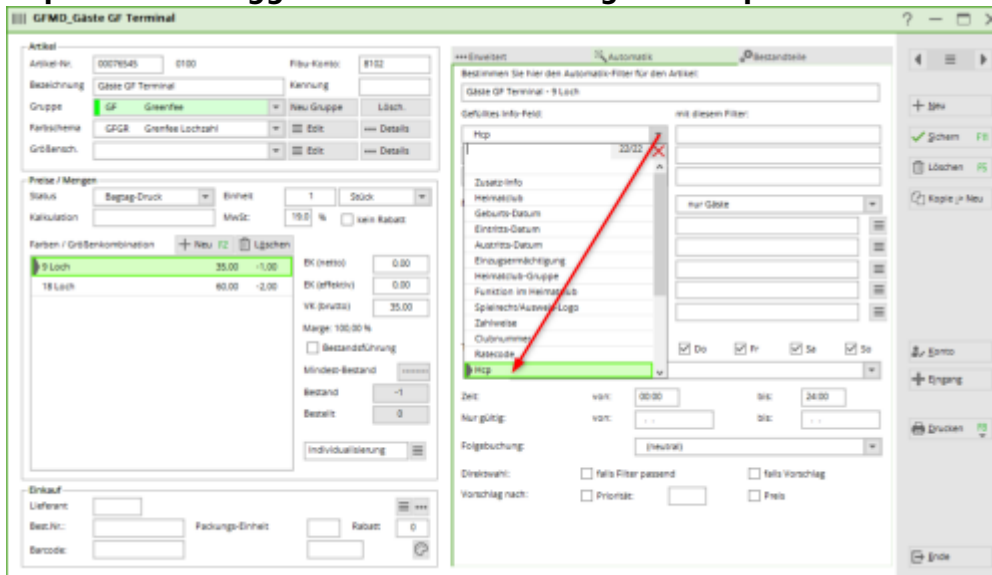 GFMD_Gäste GF Terminal
Artikel
Artikel-Nr. 00076545 0100 Fibu-Konto: 8102
Bezeichnung Gäste GF Terminal Kennung
Gruppe GF Greenfee Neu Gruppe Lösch.
Farbschema GFGR Grenfee Lochzahl Edit Details
Größensch. Edit Details
Preise / Mengen
Status Bagtag-Druck Einheit 1 Stück
Kalkulation MwSt: 19.0 % kein Rabatt
Farben / Größenkombination Neu F2 Löschen
9 Loch 35,00 -1,00
18 Loch 60,00 -2,00
EK (netto) 0.00
EK (effektiv) 0.00
VK (brutto) 35.00
Marge: 100,00 %
Bestandsführung
Mindest-Bestand
Bestand -1
Bestellt 0
Individualisierung
Einkauf
Lieferant
Best.Nr.: Packungs-Einheit Rabatt 0
Barcode:
Erweitert Automatik Bestandteile
Bestimmen Sie hier den Automatik-Filter für den Artikel:
Gäste GF Terminal - 9 Loch
Gefülltes Info-Feld: mit diesem Filter:
Hcp
22/22
Zusatz-Info
Heimatclub
Geburts-Datum
Eintritts-Datum
Austritts-Datum
Einzugsermächtigung
Heimatclub-Gruppe
Funktion im Heimatclub
Spielrecht/Ausweis-Logo
Zahlweise
Clubnummer
Ratecode
Hcp
nur Gäste
Do Fr Sa So
Zeit: von: 00:00 bis: 24:00
Nur gültig: von: . . bis: . .
Folgebuchung: (neutral)
Direktwahl: falls Filter passend falls Vorschlag
Vorschlag nach: Priorität: Preis
Neu
Sichern F8
Löschen F5
Kopie > Neu
Konto
Eingang
Drucken F9
Ende